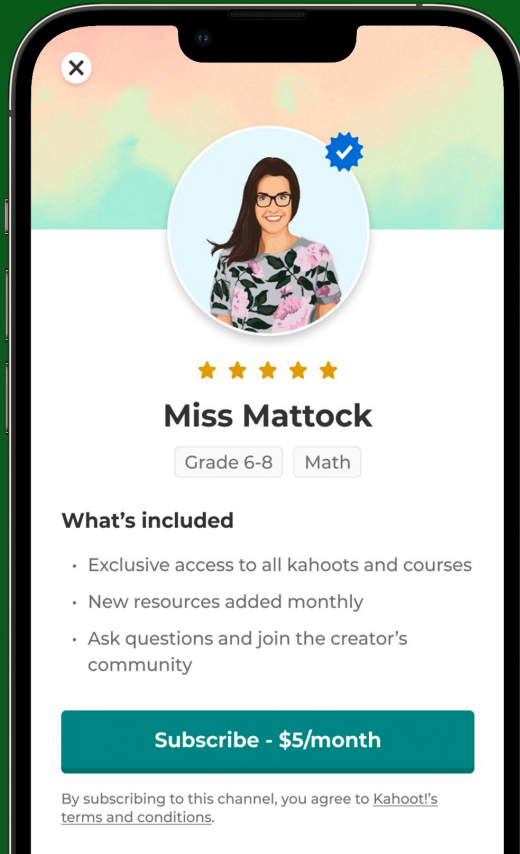 Miss Mattock
Grade 6-8 Math
What’s included
• Exclusive access to all kahoots and courses
• New resources added monthly
• Ask questions and join the creator’s
community
Subscribe - $5/month
By subscribing to this channel, you agree to Kahoot!’s
terms and conditions.